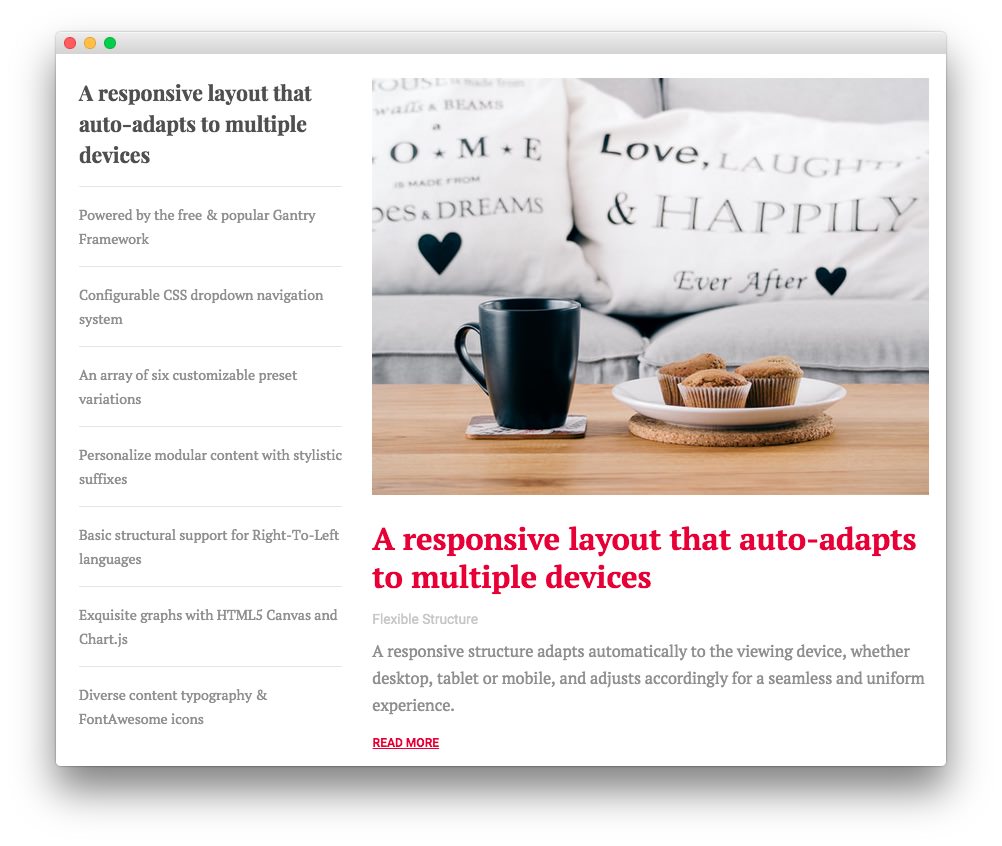 A responsive layout that
auto-adapts to multiple
devices
Powered by the free & popular Gantry
Framework
Configurable CSS dropdown navigation
system
An array of six customizable preset
variations
Personalize modular content with stylistic
suffixes
Basic structural support for Right-To-Left
languages
Exquisite graphs with HTML5 Canvas and
Chart.js
Diverse content typography &
FontAwesome icons
is made from
walls & BEAMS
a
O ★ M ★ E
IS MADE FROM
& DREAMS
Love,
& HAPPILY
Ever After
A responsive layout that auto-adapts
to multiple devices
Flexible Structure
A responsive structure adapts automatically to the viewing device, whether
desktop, tablet or mobile, and adjusts accordingly for a seamless and uniform
experience.
READ MORE